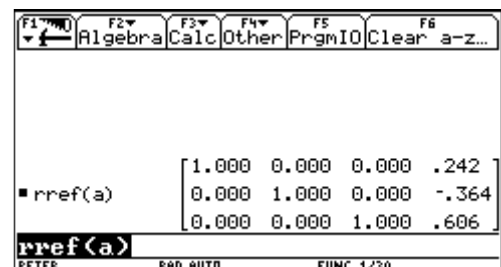 F1 F2 F3 F4 F5 F6
Algebra Calc Other PrgmIO Clear a-z…
1.000 0.000 0.000 .242
rref(a) 0.000 1.000 0.000 -.364
0.000 0.000 1.000 .606
rref(a)
RAD AUTO FUNC 1/30